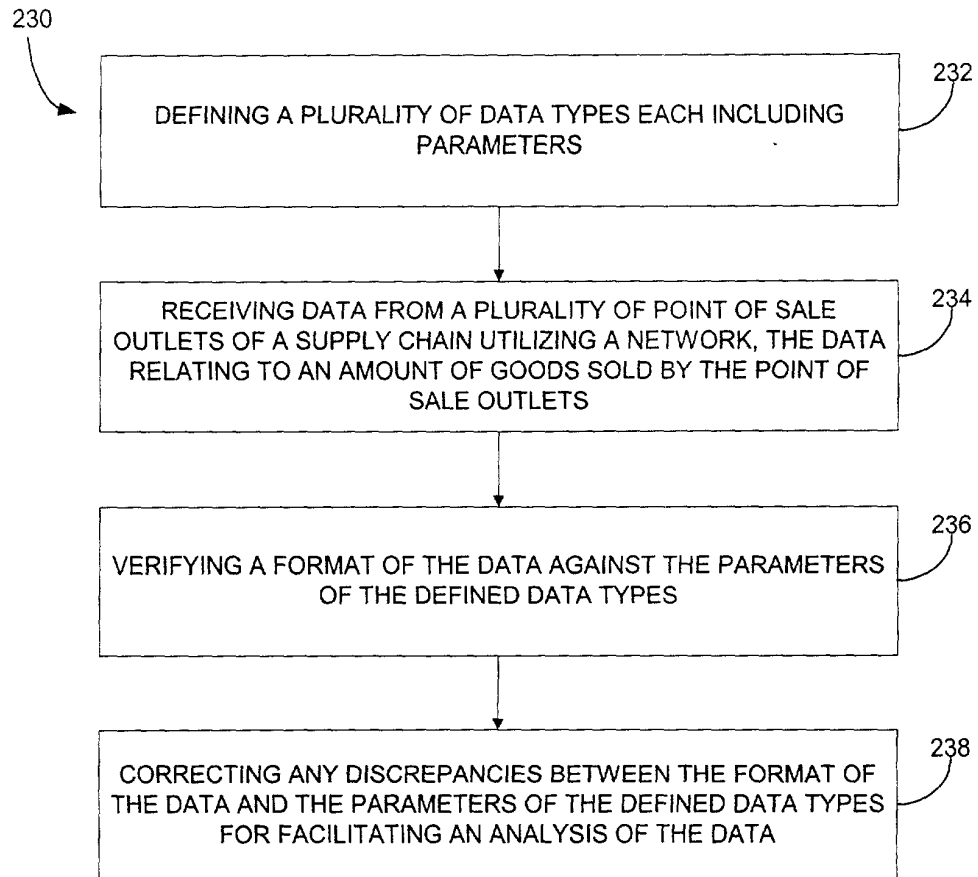 230
232
DEFINING A PLURALITY OF DATA TYPES EACH INCLUDING
PARAMETERS
234
RECEIVING DATA FROM A PLURALITY OF POINT OF SALE
OUTLETS OF A SUPPLY CHAIN UTILIZING A NETWORK, THE DATA
RELATING TO AN AMOUNT OF GOODS SOLD BY THE POINT OF
SALE OUTLETS
236
VERIFYING A FORMAT OF THE DATA AGAINST THE PARAMETERS
OF THE DEFINED DATA TYPES
238
CORRECTING ANY DISCREPANCIES BETWEEN THE FORMAT OF
THE DATA AND THE PARAMETERS OF THE DEFINED DATA TYPES
FOR FACILITATING AN ANALYSIS OF THE DATA